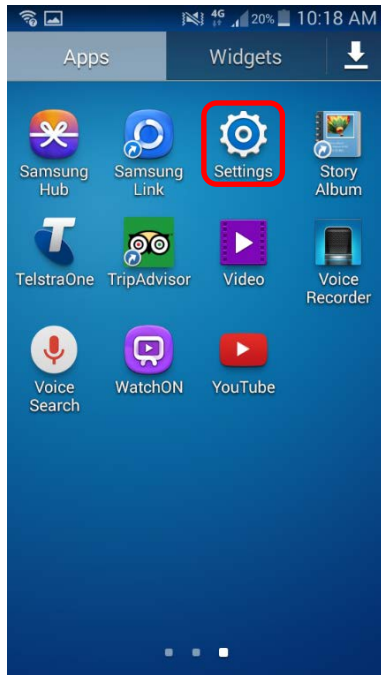 4G 20% 10:18 AM
Apps Widgets
Samsung Hub
Samsung Link
Settings
Story Album
TelstraOne
TripAdvisor
Video
Voice Recorder
Voice Search
WatchON
YouTube